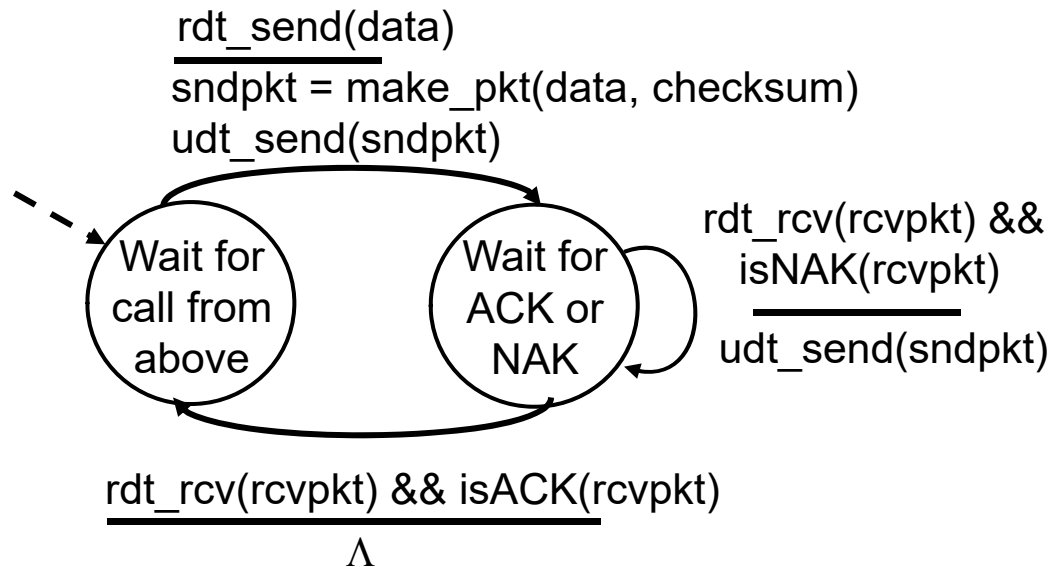 rdt_send(data)
sndpkt = make_pkt(data, checksum)
udt_send(sndpkt)
Wait for
call from
above
Wait for
ACK or
NAK
rdt_rcv(rcvpkt) &&
isNAK(rcvpkt)
udt_send(sndpkt)
rdt_rcv(rcvpkt) && isACK(rcvpkt)
Λ